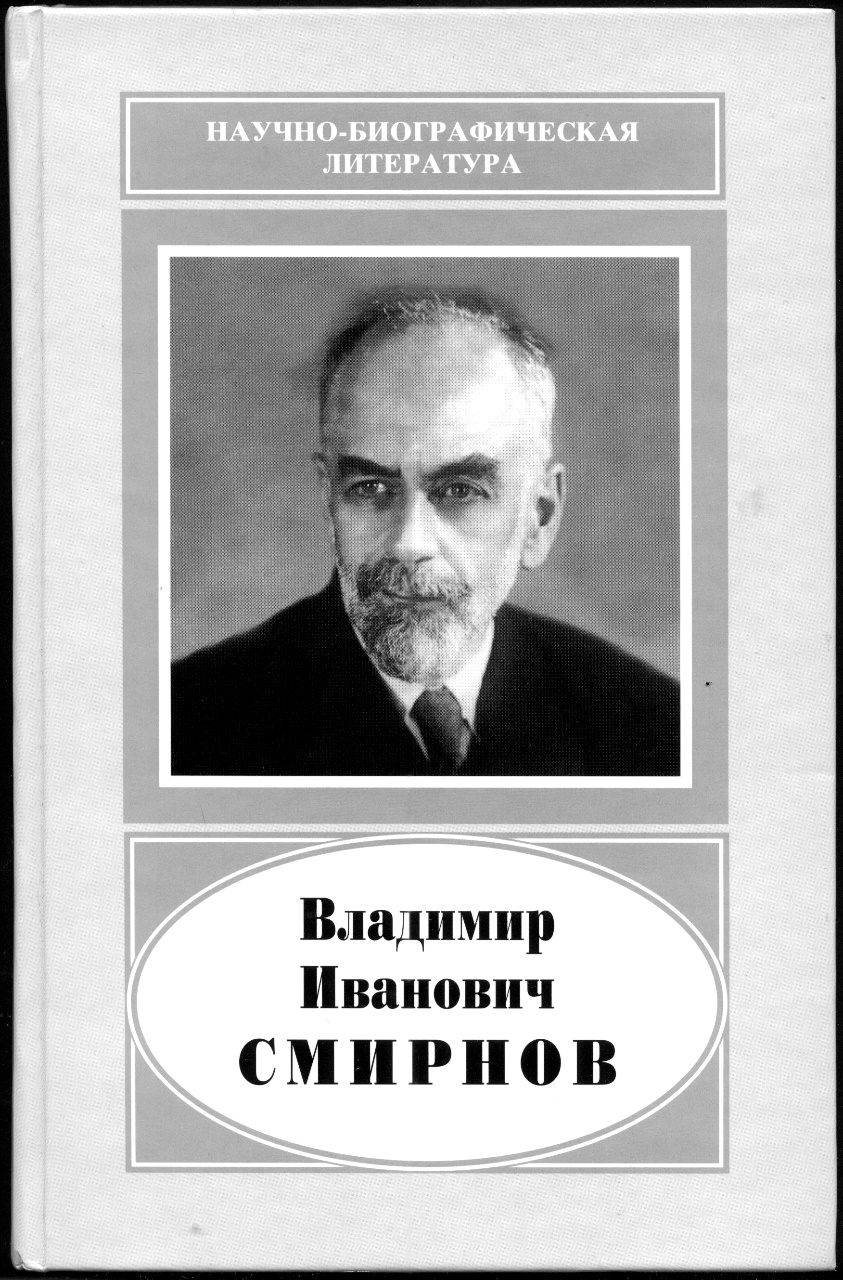 НАУЧНО-БИОГРАФИЧЕСКАЯ
ЛИТЕРАТУРА
Владимир
Иванович
СМИРНОВ